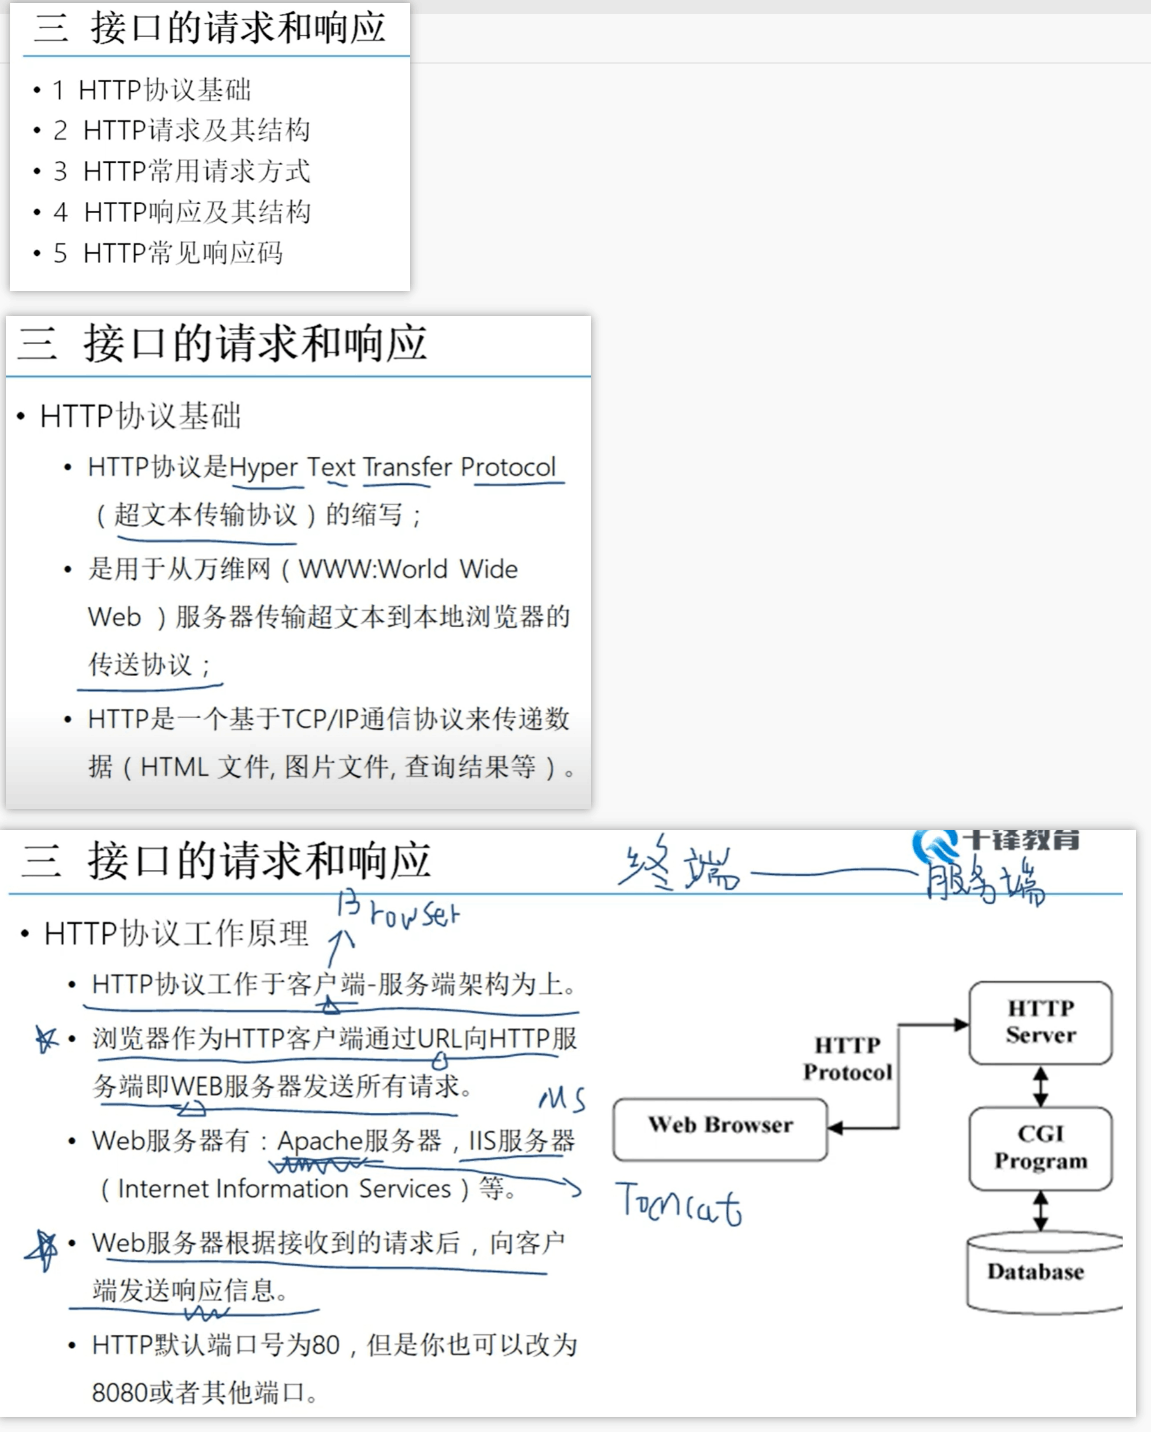 三 接口的请求和响应
• 1 HTTP协议基础
• 2 HTTP请求及其结构
• 3 HTTP常用请求方式
• 4 HTTP响应及其结构
• 5 HTTP常见响应码
三 接口的请求和响应
• HTTP协议基础
• HTTP协议是Hyper Text Transfer Protocol
（超文本传输协议）的缩写；
• 是用于从万维网（WWW:World Wide
Web ）服务器传输超文本到本地浏览器的
传送协议；
• HTTP是一个基于TCP/IP通信协议来传递数
据（HTML 文件, 图片文件, 查询结果等）。
三 接口的请求和响应
终端
服务端
千锋教育
Browser
• HTTP协议工作原理
• HTTP协议工作于客户端-服务端架构为上。
• 浏览器作为HTTP客户端通过URL向HTTP服
务端即WEB服务器发送所有请求。
MS
• Web服务器有：Apache服务器，IIS服务器
（Internet Information Services）等。
Tomcat
• Web服务器根据接收到的请求后，向客户
端发送响应信息。
• HTTP默认端口号为80，但是你也可以改为
8080或者其他端口。
HTTP
Server
HTTP
Protocol
Web Browser
CGI
Program
Database